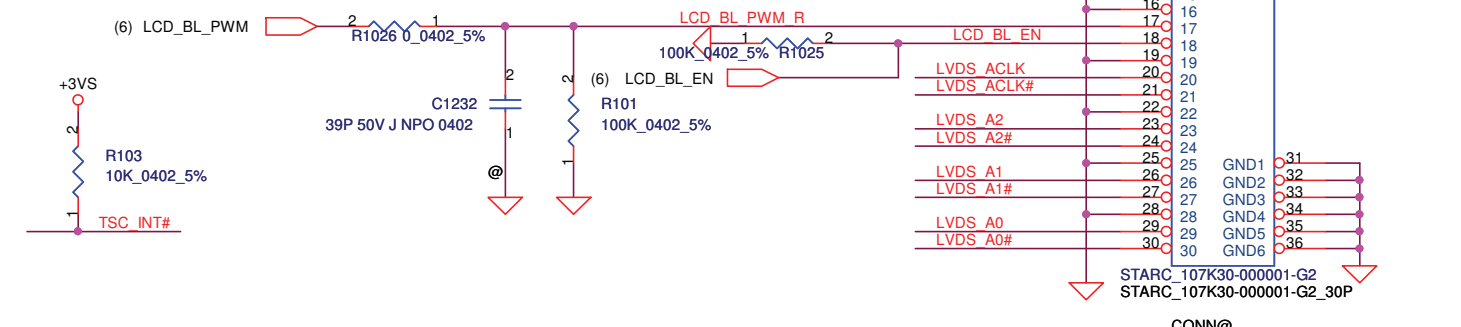 (6) LCD_BL_PWM
2
1
R1026 0_0402_5%
LCD_BL_PWM_R
1
2
100K_0402_5% R1025
LCD_BL_EN
(6) LCD_BL_EN
+3VS
2
R103
10K_0402_5%
1
TSC_INT#
2
C1232
39P 50V J NPO 0402
1
@
2
R101
100K_0402_5%
1
LVDS_ACLK
LVDS_ACLK#
LVDS_A2
LVDS_A2#
LVDS_A1
LVDS_A1#
LVDS_A0
LVDS_A0#
16 16
17 17
18 18
19 19
20 20
21 21
22 22
23 23
24 24
25 25 GND1 31
26 26 GND2 32
27 27 GND3 33
28 28 GND4 34
29 29 GND5 35
30 30 GND6 36
STARC_107K30-000001-G2
STARC_107K30-000001-G2_30P
CONN@